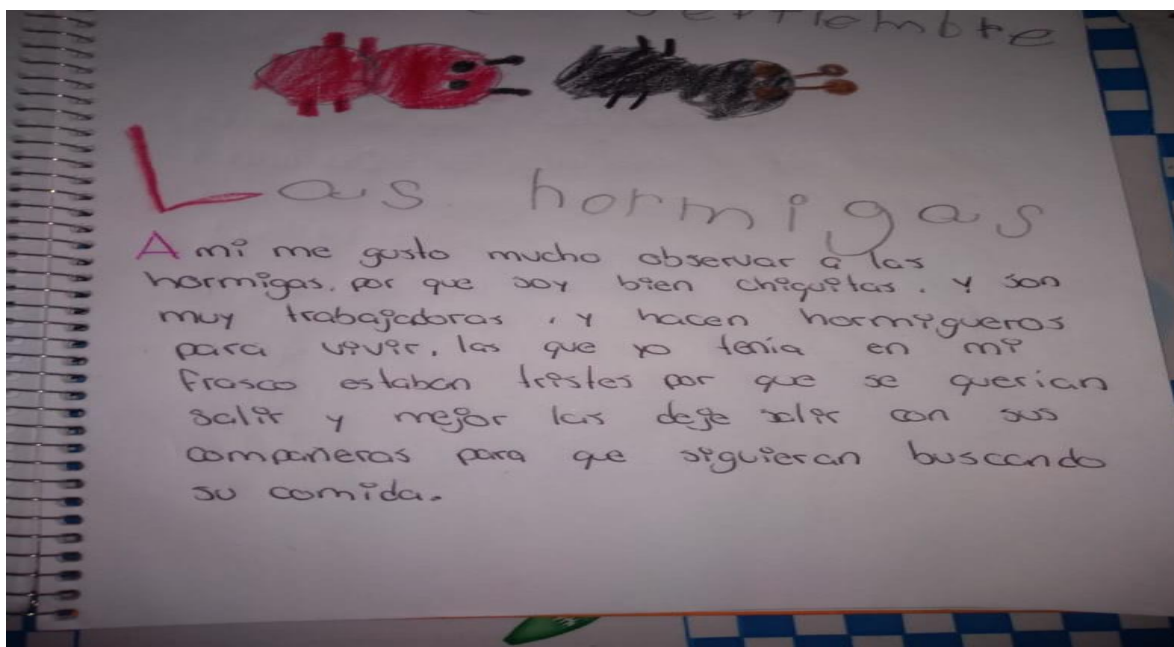 Las hormigas
A mi me gusto mucho observar a las
hormigas. por que soy bien chiquitas. y son
muy trabajadoras. y hacen hormigueros
para vivir. las que yo tenía en mi
frasco estaban tristes por que se querian
salir y mejor las deje salir con sus
compañeras para que siguieran buscando
su comida.